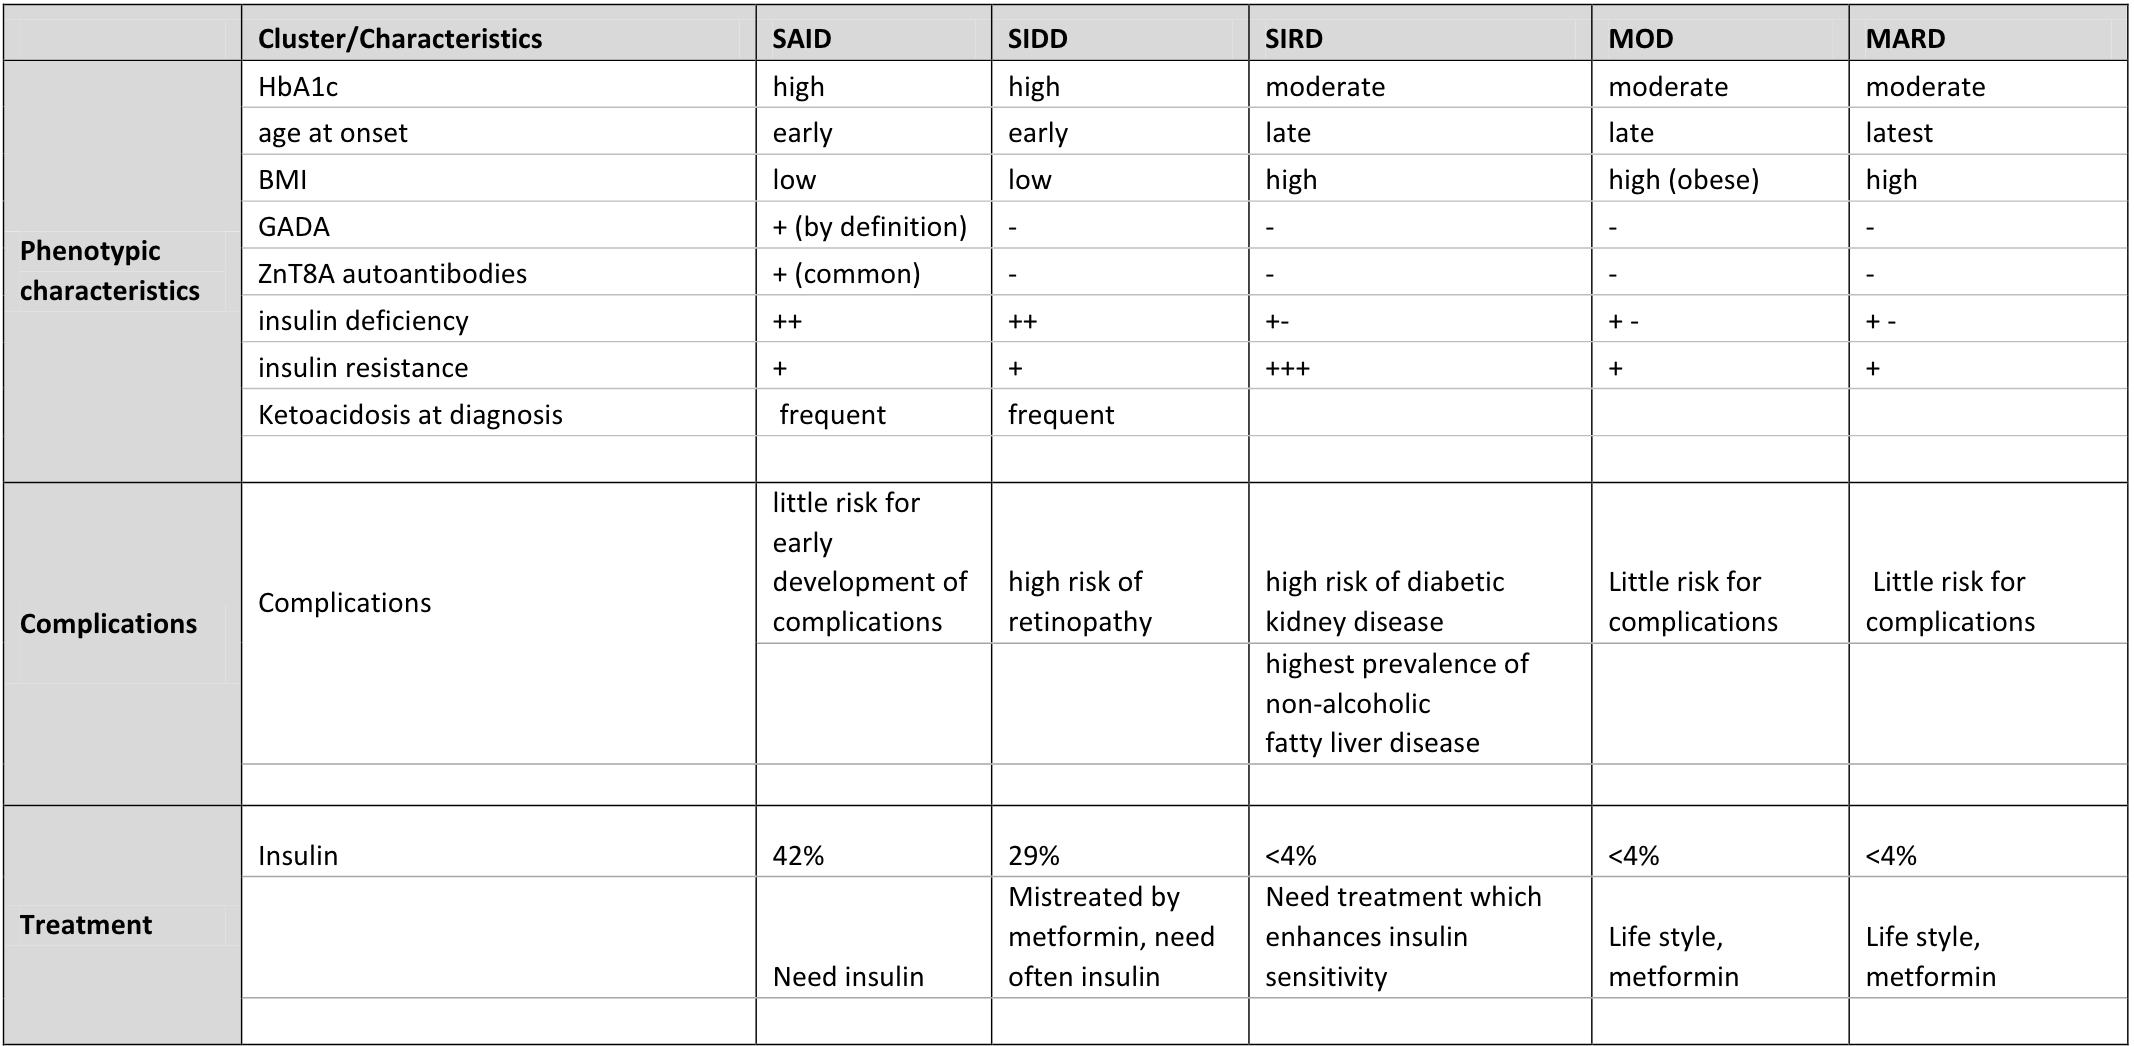 Cluster/Characteristics SAID SIDD SIRD MOD MARD
Phenotypic characteristics
HbA1c high high moderate moderate moderate
age at onset early early late late latest
BMI low low high high (obese) high
GADA + (by definition) - - - -
ZnT8A autoantibodies + (common) - - - -
insulin deficiency ++ ++ +- + - + -
insulin resistance + + +++ + +
Ketoacidosis at diagnosis frequent frequent
Complications
Complications
little risk for
early
development of
complications
high risk of
retinopathy
high risk of diabetic
kidney disease
Little risk for
complications
Little risk for
complications
highest prevalence of
non-alcoholic
fatty liver disease
Treatment
Insulin 42% 29% <4% <4% <4%
Need insulin
Mistreated by
metformin, need
often insulin
Need treatment which
enhances insulin
sensitivity
Life style,
metformin
Life style,
metformin